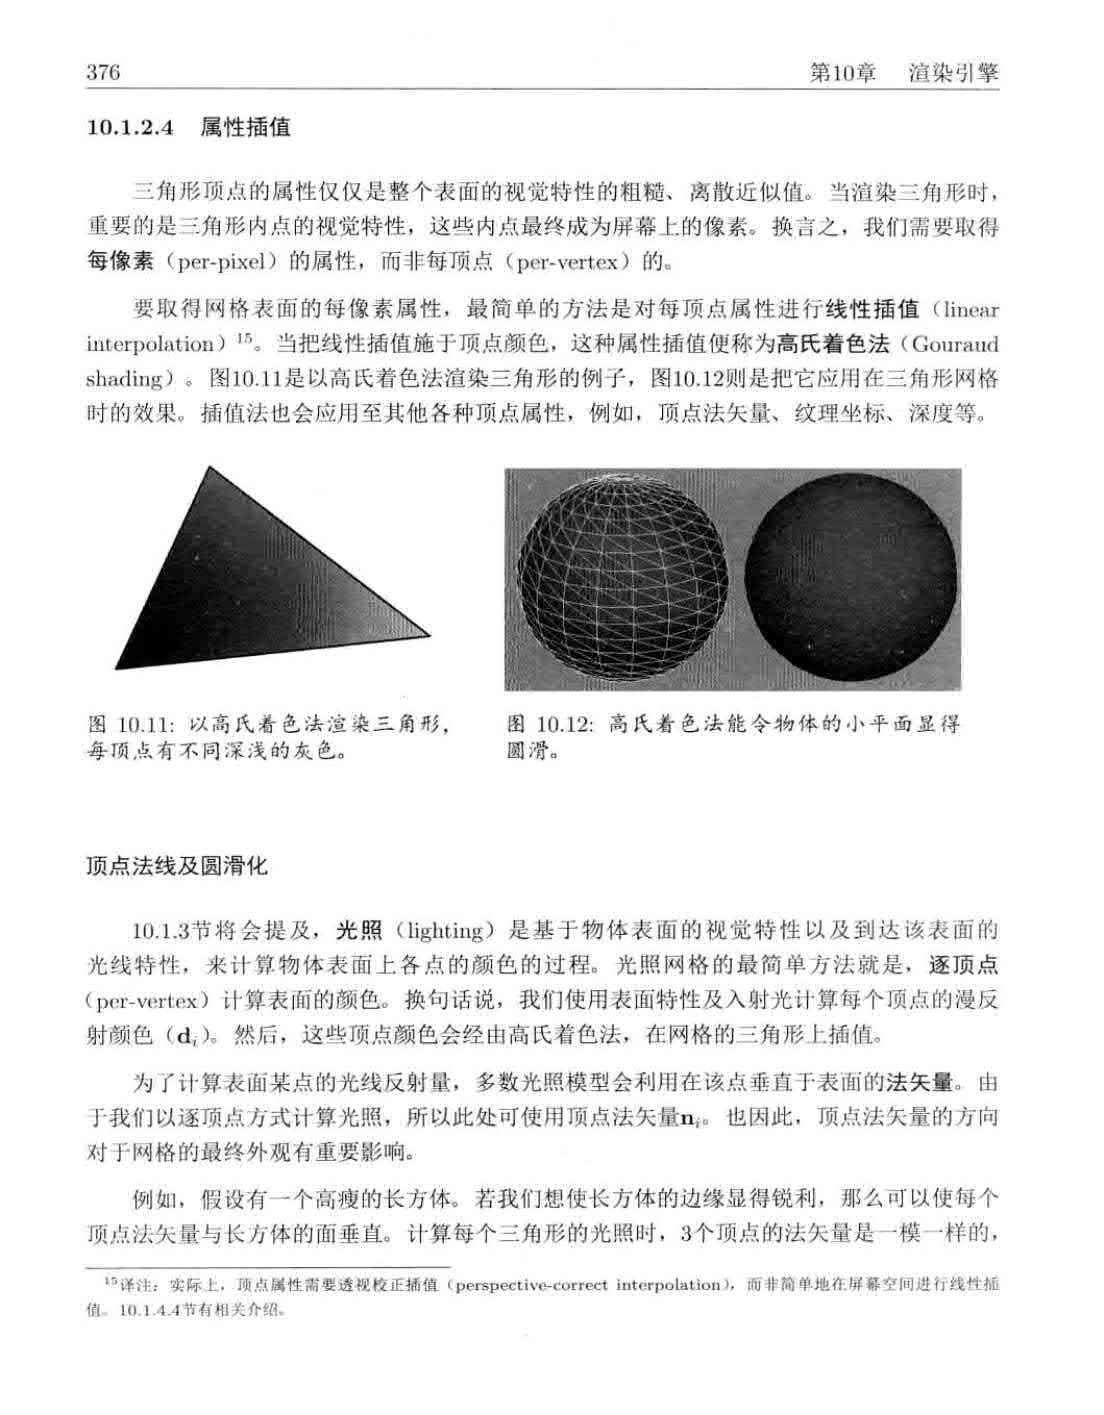 376
第10章 渲染引擎
10.1.2.4 属性插值
三角形顶点的属性仅仅是整个表面的视觉特性的粗糙、离散近似值。当渲染三角形时，
重要的是三角形内点的视觉特性，这些内点最终成为屏幕上的像素。换言之，我们需要取得
每像素（per-pixel）的属性，而非每顶点（per-vertex）的。
要取得网格表面的每像素属性，最简单的方法是对每顶点属性进行线性插值（linear
interpolation）15。当把线性插值施于顶点颜色，这种属性插值便称为高氏着色法（Gouraud
shading）。图10.11是以高氏着色法渲染三角形的例子，图10.12则是把它应用在三角形网格
时的效果。插值法也会应用至其他各种顶点属性，例如，顶点法矢量、纹理坐标、深度等。
图 10.11: 以高氏着色法渲染三角形，
每顶点有不同深浅的灰色。
图 10.12: 高氏着色法能令物体的小平面显得
圆滑。
顶点法线及圆滑化
10.1.3节将会提及，光照（lighting）是基于物体表面的视觉特性以及到达该表面的
光线特性，来计算物体表面上各点的颜色的过程。光照网格的最简单方法就是，逐顶点
（per-vertex）计算表面的颜色。换句话说，我们使用表面特性及入射光计算每个顶点的漫反
射颜色（di）。然后，这些顶点颜色会经由高氏着色法，在网格的三角形上插值。
为了计算表面某点的光线反射量，多数光照模型会利用在该点垂直于表面的法矢量。由
于我们以逐顶点方式计算光照，所以此处可使用顶点法矢量ni。也因此，顶点法矢量的方向
对于网格的最终外观有重要影响。
例如，假设有一个高瘦的长方体。若我们想使长方体的边缘显得锐利，那么可以使每个
顶点法矢量与长方体的面垂直。计算每个三角形的光照时，3个顶点的法矢量是一模一样的，
15译注：实际上，顶点属性需要透视校正插值（perspective-correct interpolation），而非简单地在屏幕空间进行线性插
值。10.1.4.4节有相关介绍。